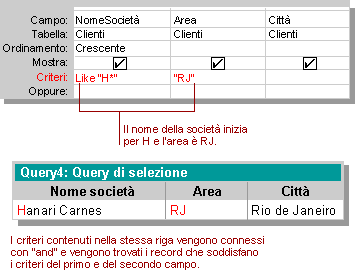 Campo: NomeSocietà Area Città
Tabella: Clienti Clienti Clienti
Ordinamento: Crescente
Mostra:
Criteri: Like "H*" "RJ"
Oppure:
Il nome della società inizia
per H e l'area è RJ.
Query4: Query di selezione
Nome società Area Città
Hanari Carnes RJ Rio de Janeiro
I criteri contenuti nella stessa riga vengono connessi
con "and" e vengono trovati i record che soddisfano
i criteri del primo e del secondo campo.